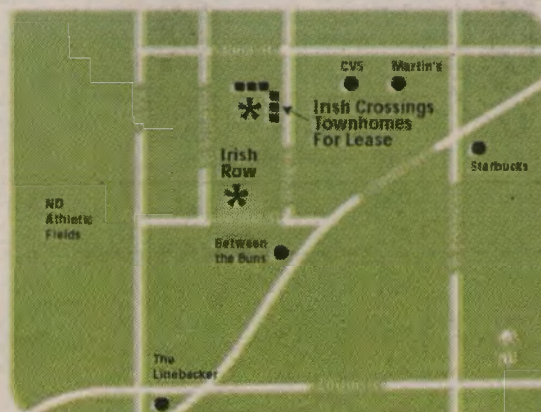 CVS
Martin's
Irish Crossings
Townhomes
For Lease
Irish
Row
Starbucks
ND
Athletic
Fields
Between
the Buns
The
Linebacker